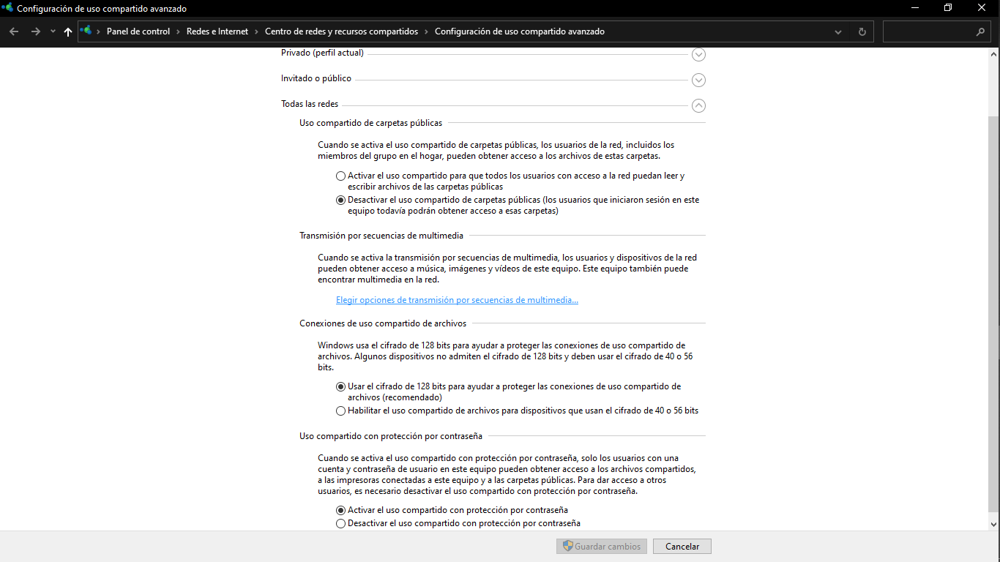 Configuración de uso compartido avanzado
Panel de control › Redes e Internet › Centro de redes y recursos compartidos › Configuración de uso compartido avanzado
Privado (perfil actual)
Invitado o público
Todas las redes
Uso compartido de carpetas públicas
Cuando se activa el uso compartido de carpetas públicas, los usuarios de la red, incluidos los
miembros del grupo en el hogar, pueden obtener acceso a los archivos de estas carpetas.
Activar el uso compartido para que todos los usuarios con acceso a la red puedan leer y
escribir archivos de las carpetas públicas
Desactivar el uso compartido de carpetas públicas (los usuarios que iniciaron sesión en este
equipo todavía podrán obtener acceso a esas carpetas)
Transmisión por secuencias de multimedia
Cuando se activa la transmisión por secuencias de multimedia, los usuarios y dispositivos de la red
pueden obtener acceso a música, imágenes y vídeos de este equipo. Este equipo también puede
encontrar multimedia en la red.
Elegir opciones de transmisión por secuencias de multimedia...
Conexiones de uso compartido de archivos
Windows usa el cifrado de 128 bits para ayudar a proteger las conexiones de uso compartido de
archivos. Algunos dispositivos no admiten el cifrado de 128 bits y deben usar el cifrado de 40 o 56
bits.
Usar el cifrado de 128 bits para ayudar a proteger las conexiones de uso compartido de
archivos (recomendado)
Habilitar el uso compartido de archivos para dispositivos que usan el cifrado de 40 o 56 bits
Uso compartido con protección por contraseña
Cuando se activa el uso compartido con protección por contraseña, solo los usuarios con una
cuenta y contraseña de usuario en este equipo pueden obtener acceso a los archivos compartidos,
a las impresoras conectadas a este equipo y a las carpetas públicas. Para dar acceso a otros
usuarios, es necesario desactivar el uso compartido con protección por contraseña.
Activar el uso compartido con protección por contraseña
Desactivar el uso compartido con protección por contraseña
Guardar cambios
Cancelar